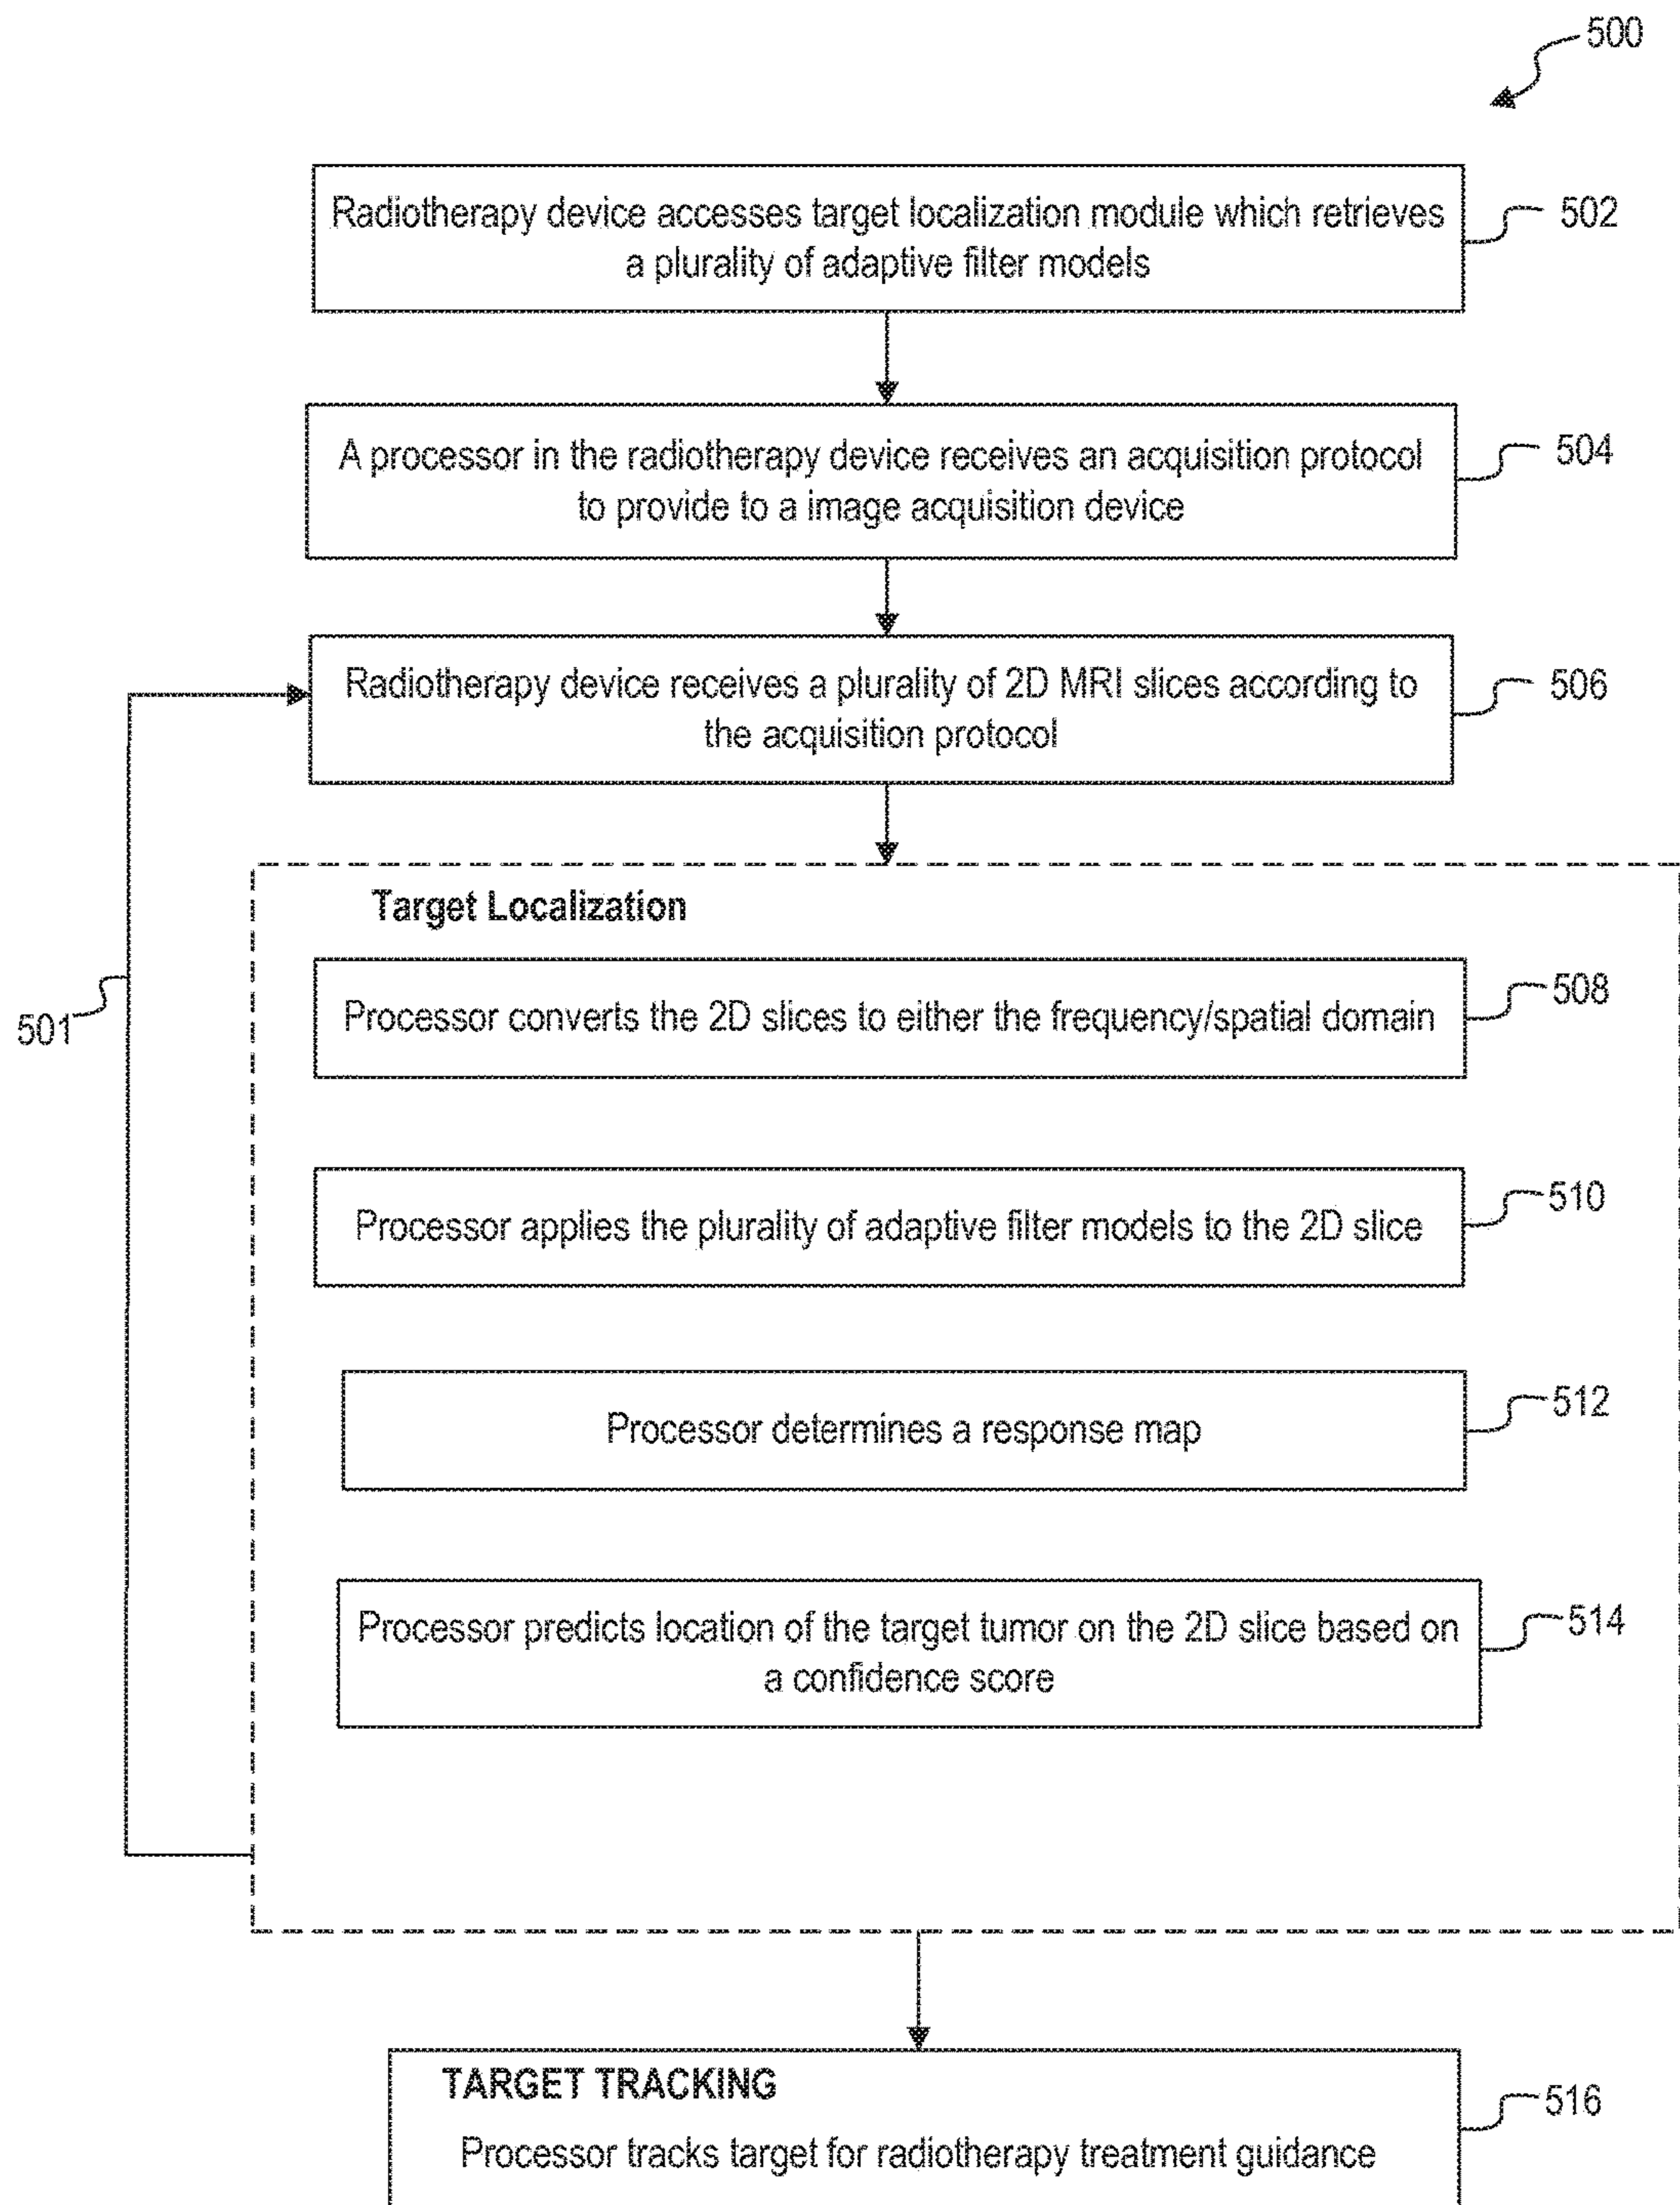 500
Radiotherapy device accesses target localization module which retrieves
a plurality of adaptive filter models
502
A processor in the radiotherapy device receives an acquisition protocol
to provide to a image acquisition device
504
Radiotherapy device receives a plurality of 2D MRI slices according to
the acquisition protocol
506
Target Localization
Processor converts the 2D slices to either the frequency/spatial domain
508
501
Processor applies the plurality of adaptive filter models to the 2D slice
510
Processor determines a response map
512
Processor predicts location of the target tumor on the 2D slice based on
a confidence score
514
TARGET TRACKING
Processor tracks target for radiotherapy treatment guidance
516